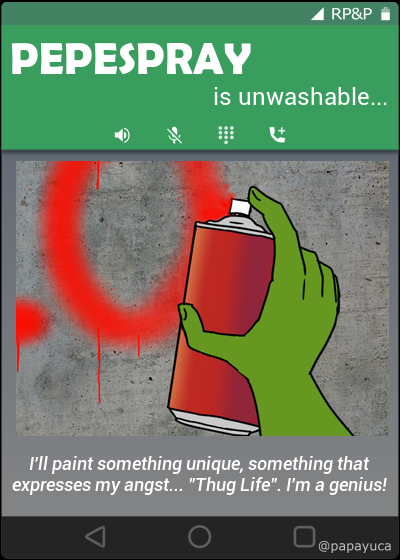 RP&P
PEPESPRAY
is unwashable...
I'll paint something unique, something that
expresses my angst... "Thug Life". I'm a genius!
@papayuca